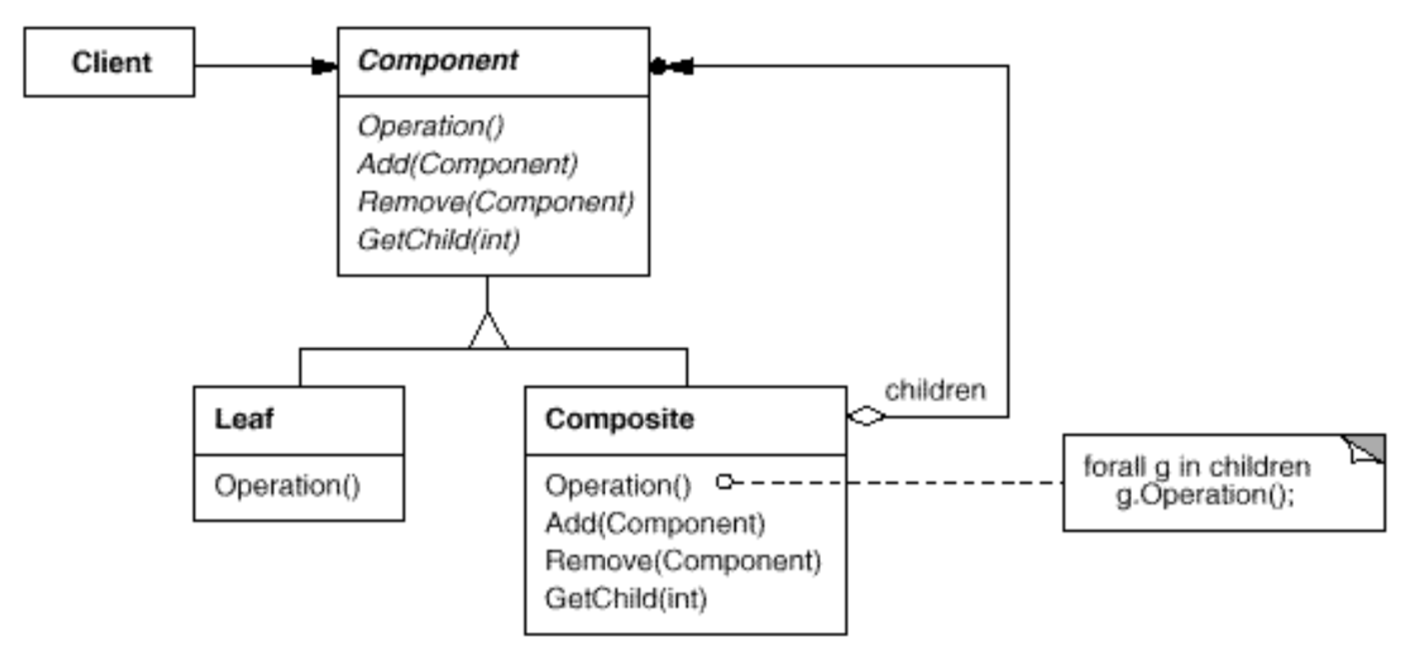 Client
Component
Operation()
Add(Component)
Remove(Component)
GetChild(int)
Leaf
Operation()
Composite
Operation()
Add(Component)
Remove(Component)
GetChild(int)
children
forall g in children
g.Operation();